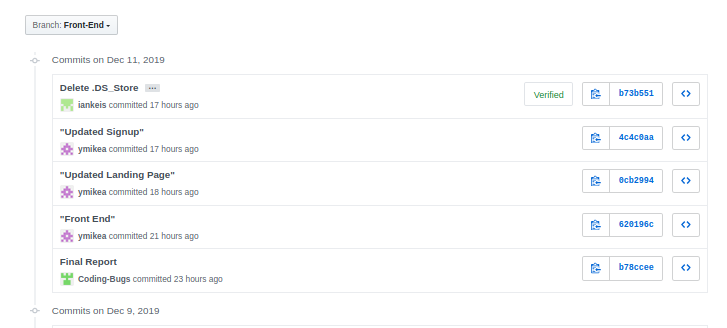 Branch: Front-End
Commits on Dec 11, 2019
Delete .DS_Store ...
Verified
b73b551
iankeis committed 17 hours ago
"Updated Signup"
4c4c0aa
ymikea committed 17 hours ago
"Updated Landing Page"
0cb2994
ymikea committed 18 hours ago
"Front End"
620196c
ymikea committed 21 hours ago
Final Report
b78ccee
Coding-Bugs committed 23 hours ago
Commits on Dec 9, 2019